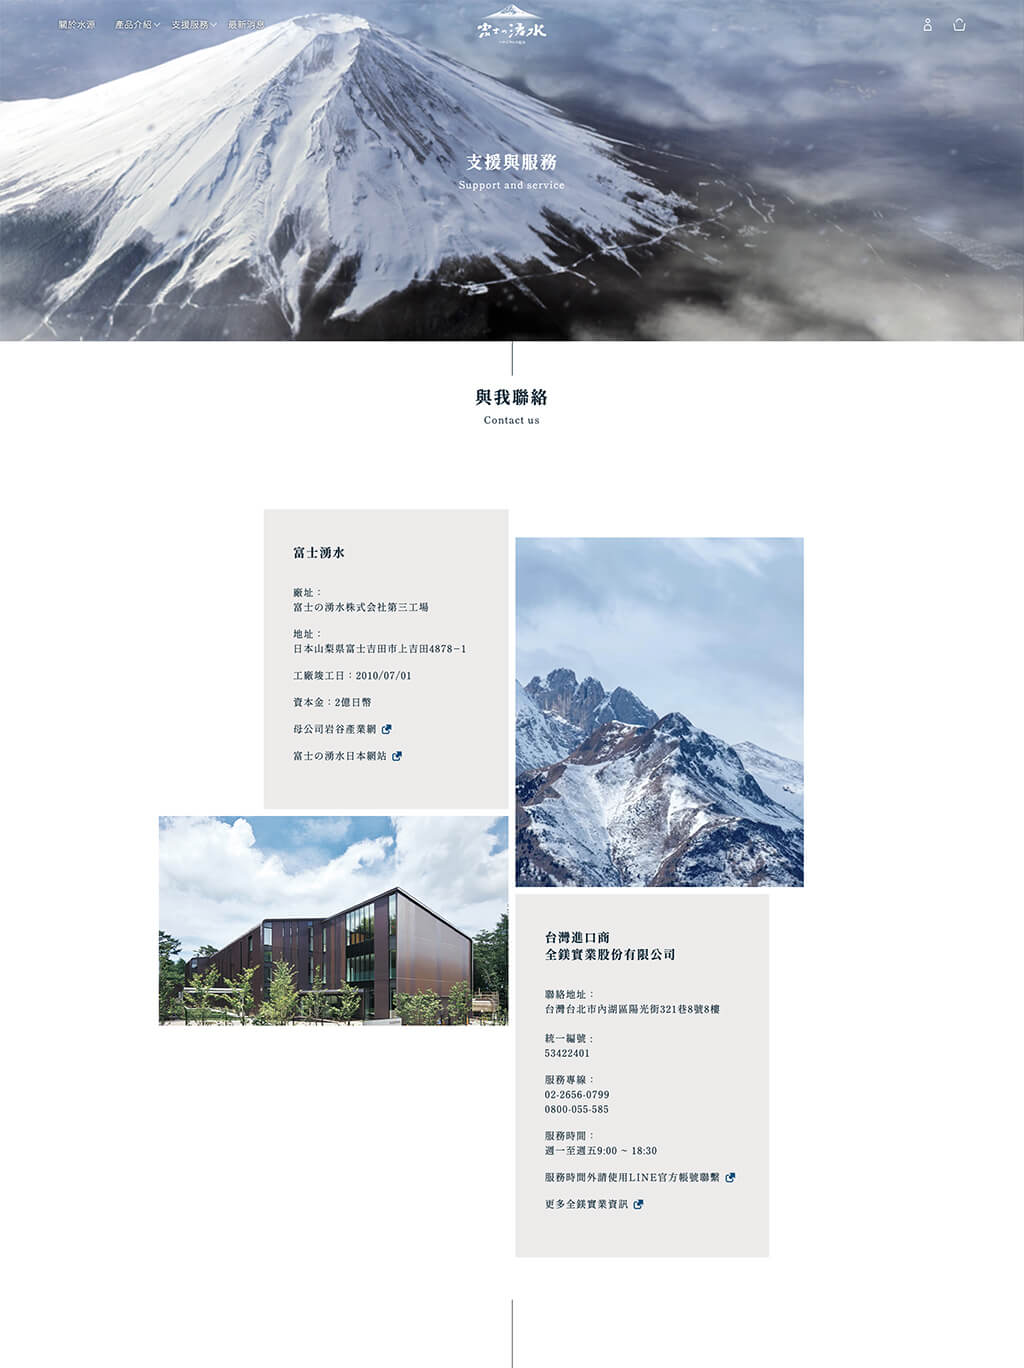 關於水源 產品介紹 支援服務 最新消息
富士の湧水
支援與服務
Support and service
與我聯絡
Contact us
富士湧水
廠址：
富士の湧水株式会社第三工場
地址：
日本山梨県富士吉田市上吉田4878−1
工廠竣工日：2010/07/01
資本金：2億日幣
母公司岩谷產業網
富士の湧水日本網站
台灣進口商
全鎂實業股份有限公司
聯絡地址：
台灣台北市內湖區陽光街321巷8號8樓
統一編號：
53422401
服務專線：
02-2656-0799
0800-055-585
服務時間：
週一至週五9:00 ~ 18:30
服務時間外請使用LINE官方帳號聯繫
更多全鎂實業資訊